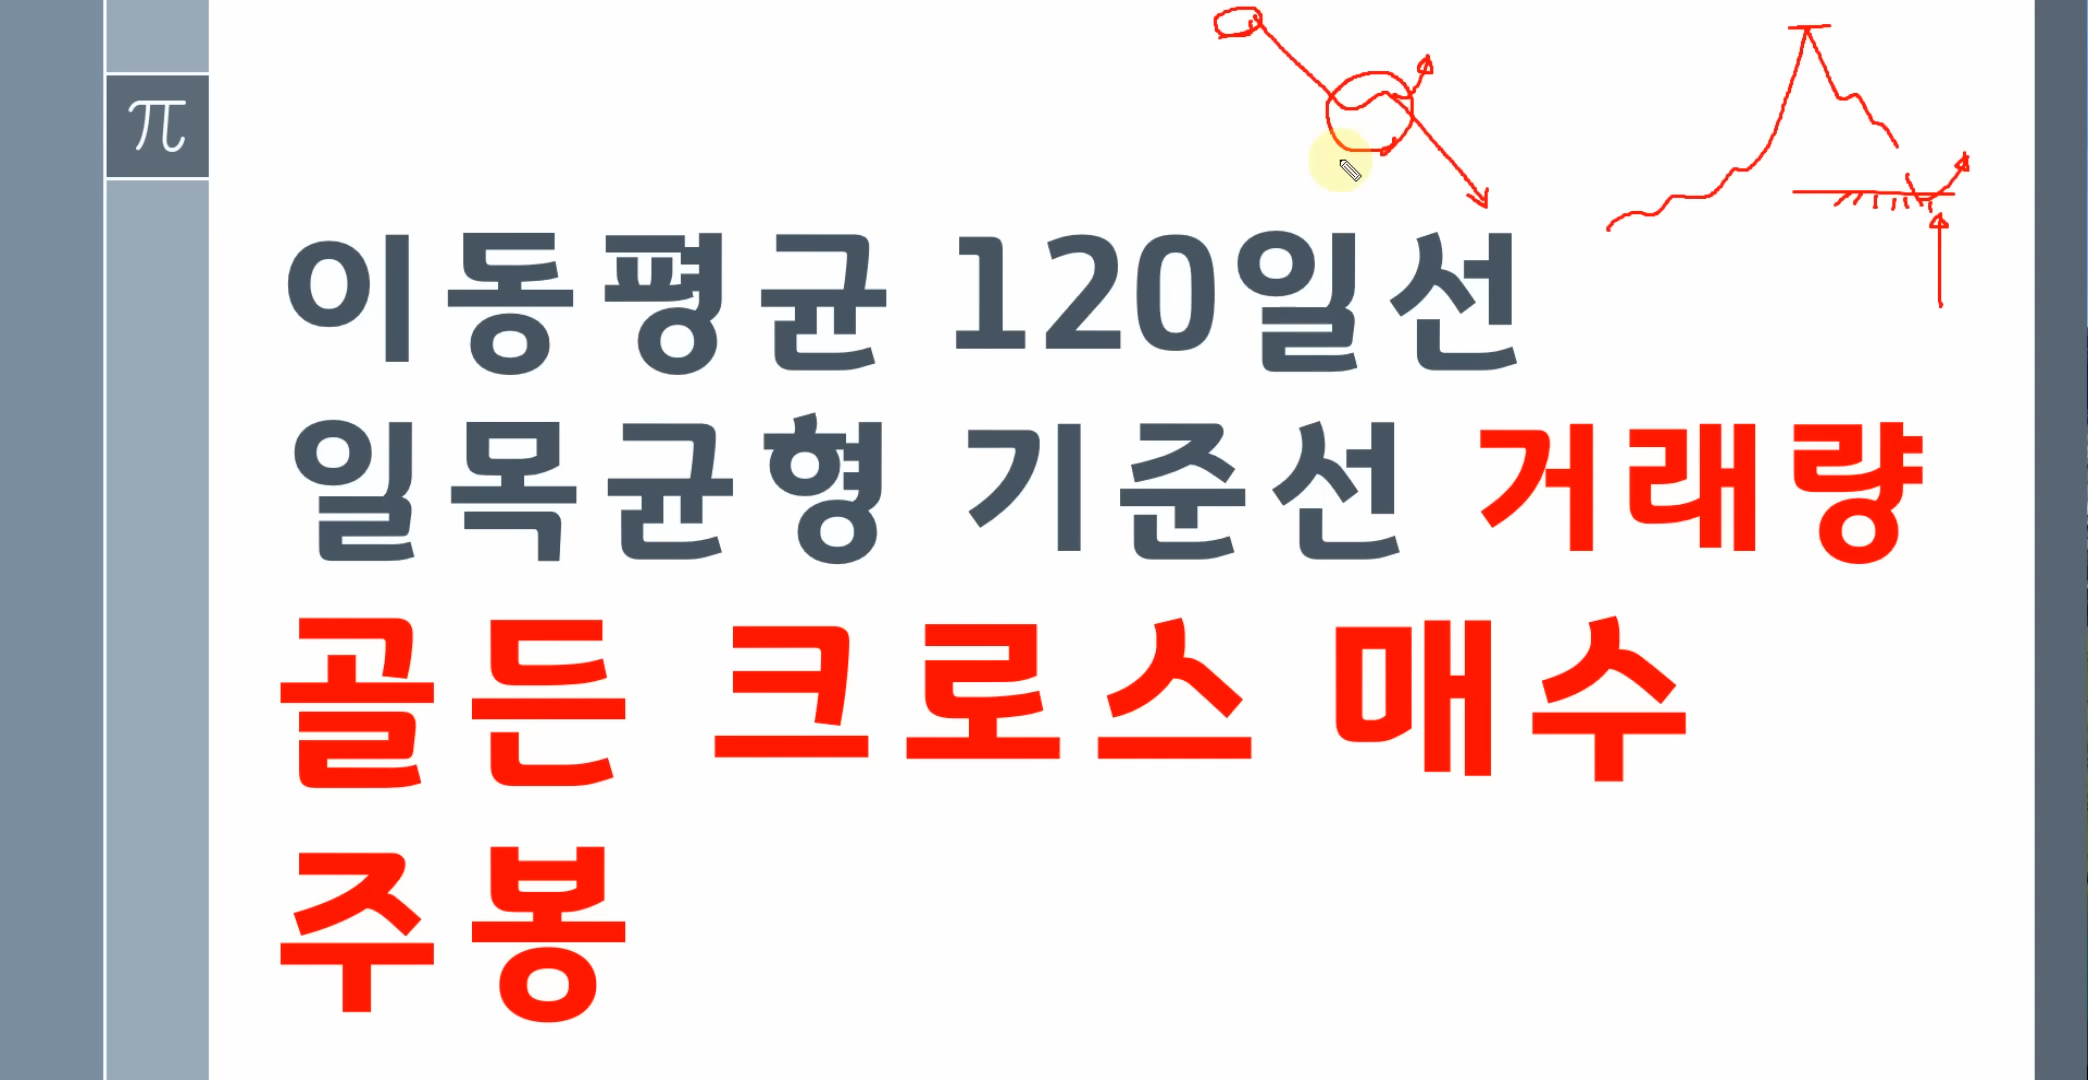 π
이동평균 120일선
일목균형 기준선 거래량
골든 크로스 매수
주봉